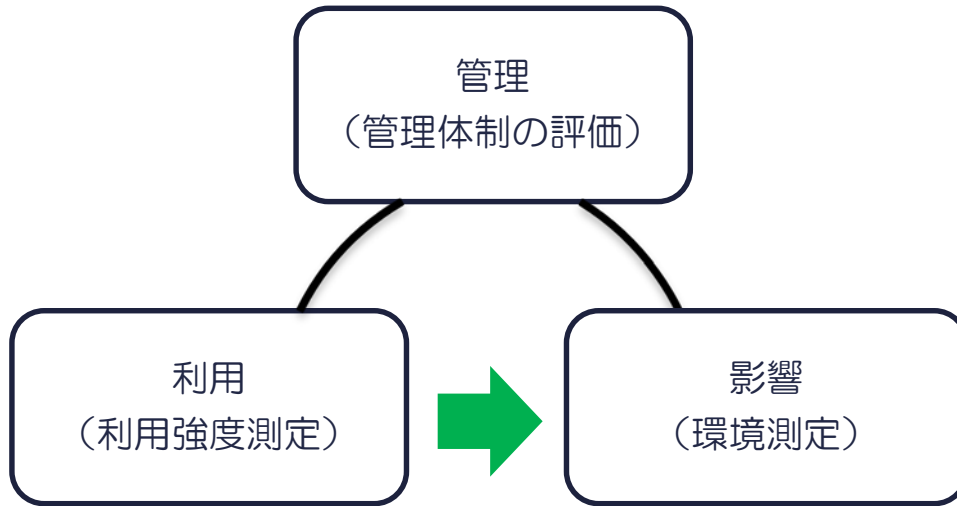 管理
（管理体制の評価）
利用
（利用強度測定）
影響
（環境測定）